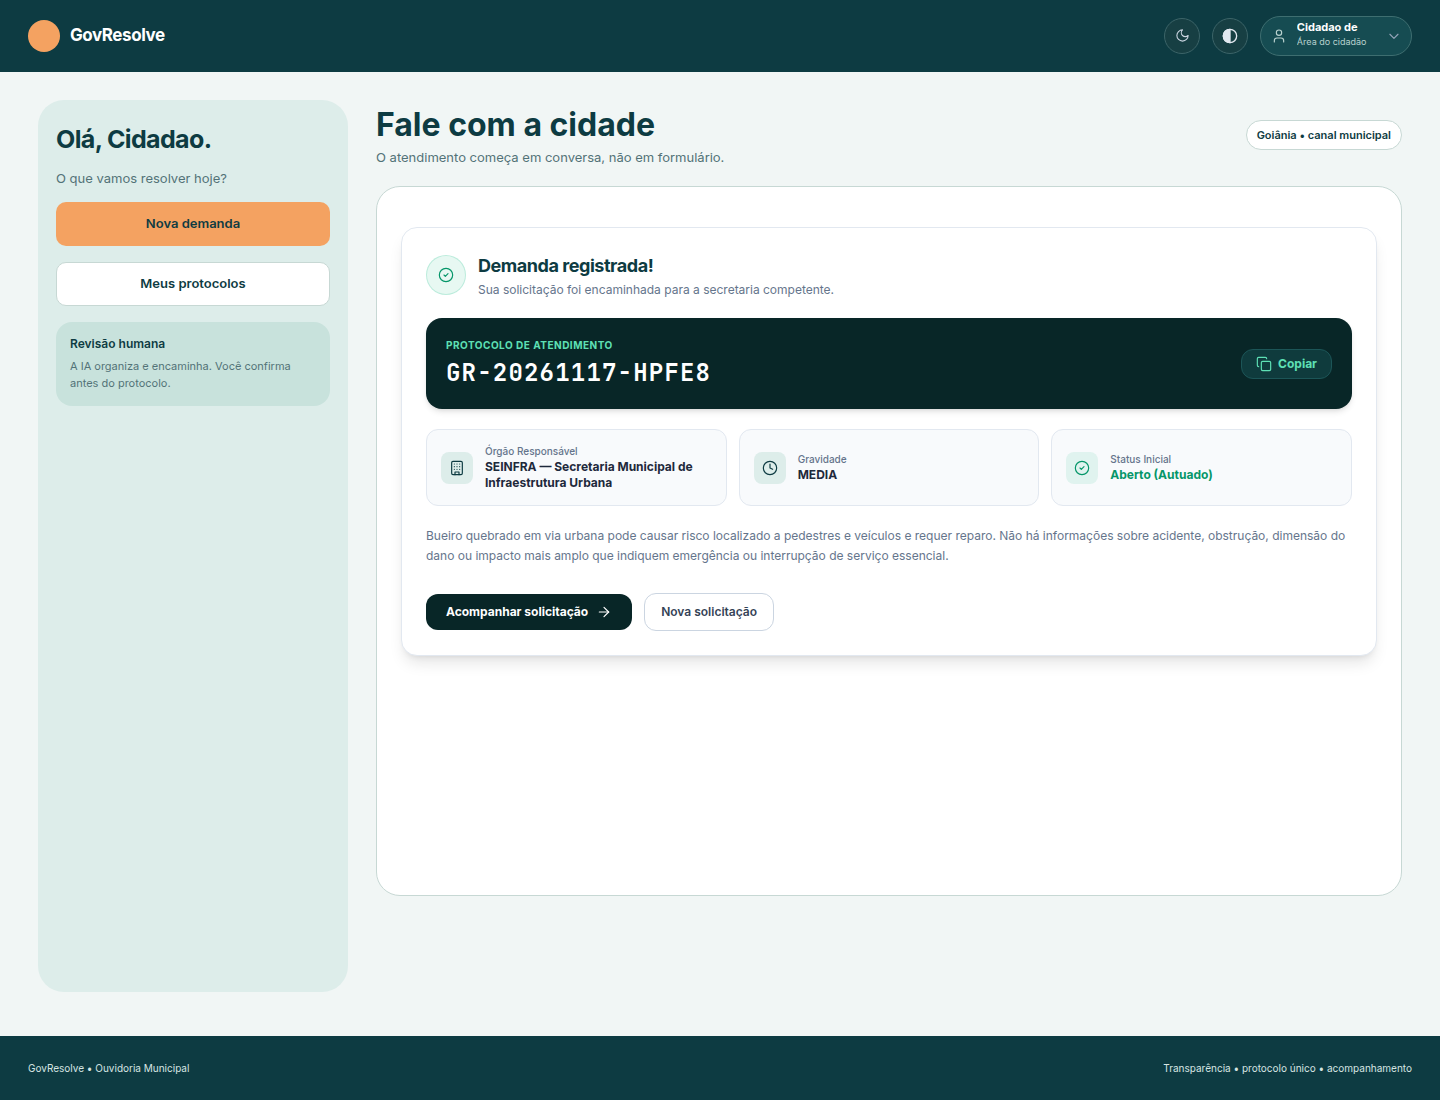 GovResolve
Cidadao de
Área do cidadão
Olá, Cidadao.
O que vamos resolver hoje?
Nova demanda
Meus protocolos
Revisão humana
A IA organiza e encaminha. Você confirma
antes do protocolo.
Fale com a cidade
O atendimento começa em conversa, não em formulário.
Goiânia • canal municipal
Demanda registrada!
Sua solicitação foi encaminhada para a secretaria competente.
PROTOCOLO DE ATENDIMENTO
GR-20261117-HPFE8
Copiar
Órgão Responsável
SEINFRA — Secretaria Municipal de
Infraestrutura Urbana
Gravidade
MEDIA
Status Inicial
Aberto (Autuado)
Bueiro quebrado em via urbana pode causar risco localizado a pedestres e veículos e requer reparo. Não há informações sobre acidente, obstrução, dimensão do
dano ou impacto mais amplo que indiquem emergência ou interrupção de serviço essencial.
Acompanhar solicitação
Nova solicitação
GovResolve • Ouvidoria Municipal
Transparência • protocolo único • acompanhamento